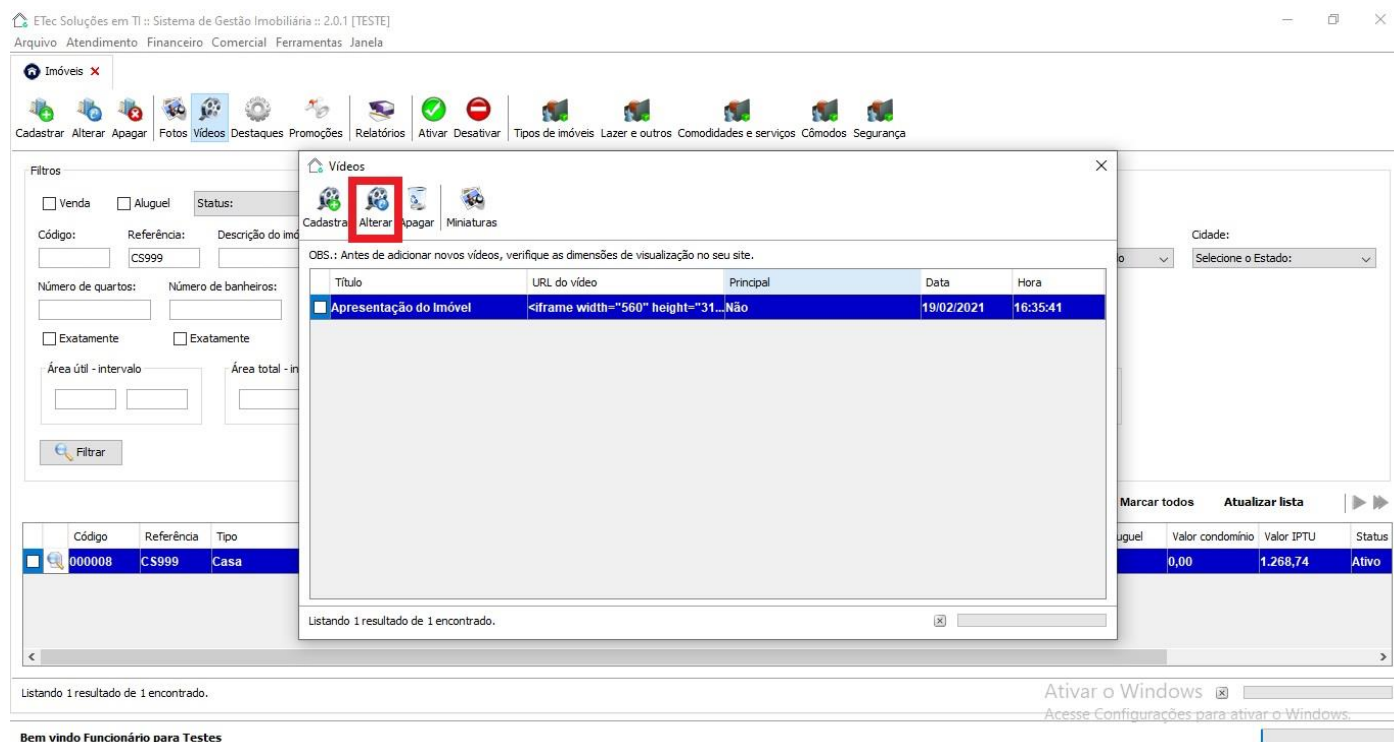 ETec Soluções em TI :: Sistema de Gestão Imobiliária :: 2.0.1 [TESTE]
Arquivo Atendimento Financeiro Comercial Ferramentas Janela
Imóveis
Cadastrar Alterar Apagar Fotos Vídeos Destaques Promoções Relatórios Ativar Desativar Tipos de imóveis Lazer e outros Comodidades e serviços Cômodos Segurança
Filtros
Venda Aluguel Status:
Código: Referência: Descrição do imó
CS999
Número de quartos: Número de banheiros:
Exatamente Exatamente
Área útil - intervalo Área total - in
Filtrar
Vídeos
Cadastra Alterar Apagar Miniaturas
OBS.: Antes de adicionar novos vídeos, verifique as dimensões de visualização no seu site.
Título URL do vídeo Principal Data Hora
Apresentação do Imóvel <iframe width="560" height="31... Não 19/02/2021 16:35:41
Listando 1 resultado de 1 encontrado.
Cidade:
o Selecione o Estado:
Marcar todos Atualizar lista
Código Referência Tipo uguel Valor condomínio Valor IPTU Status
000008 CS999 Casa 0,00 1.268,74 Ativo
Listando 1 resultado de 1 encontrado.
Ativar o Windows
Acesse Configurações para ativar o Windows.
Bem vindo Funcionário para Testes